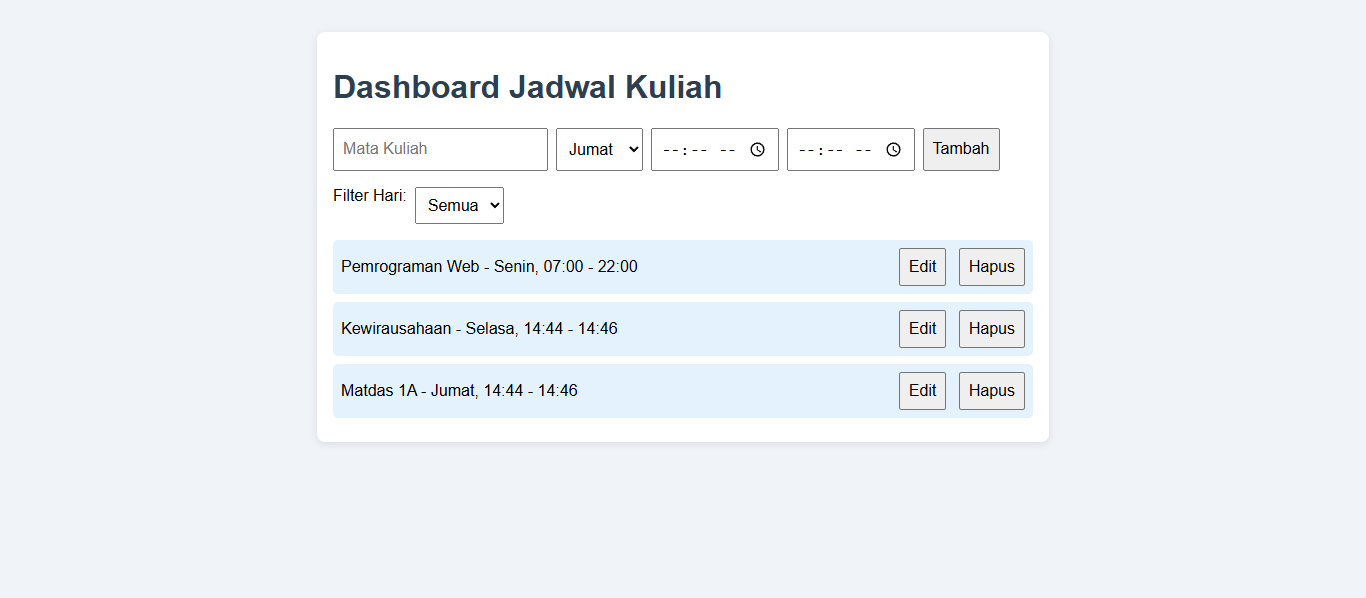 Dashboard Jadwal Kuliah
Mata Kuliah Jumat --:-- -- --:-- -- Tambah
Filter Hari: Semua
Pemrograman Web - Senin, 07:00 - 22:00 Edit Hapus
Kewirausahaan - Selasa, 14:44 - 14:46 Edit Hapus
Matdas 1A - Jumat, 14:44 - 14:46 Edit Hapus